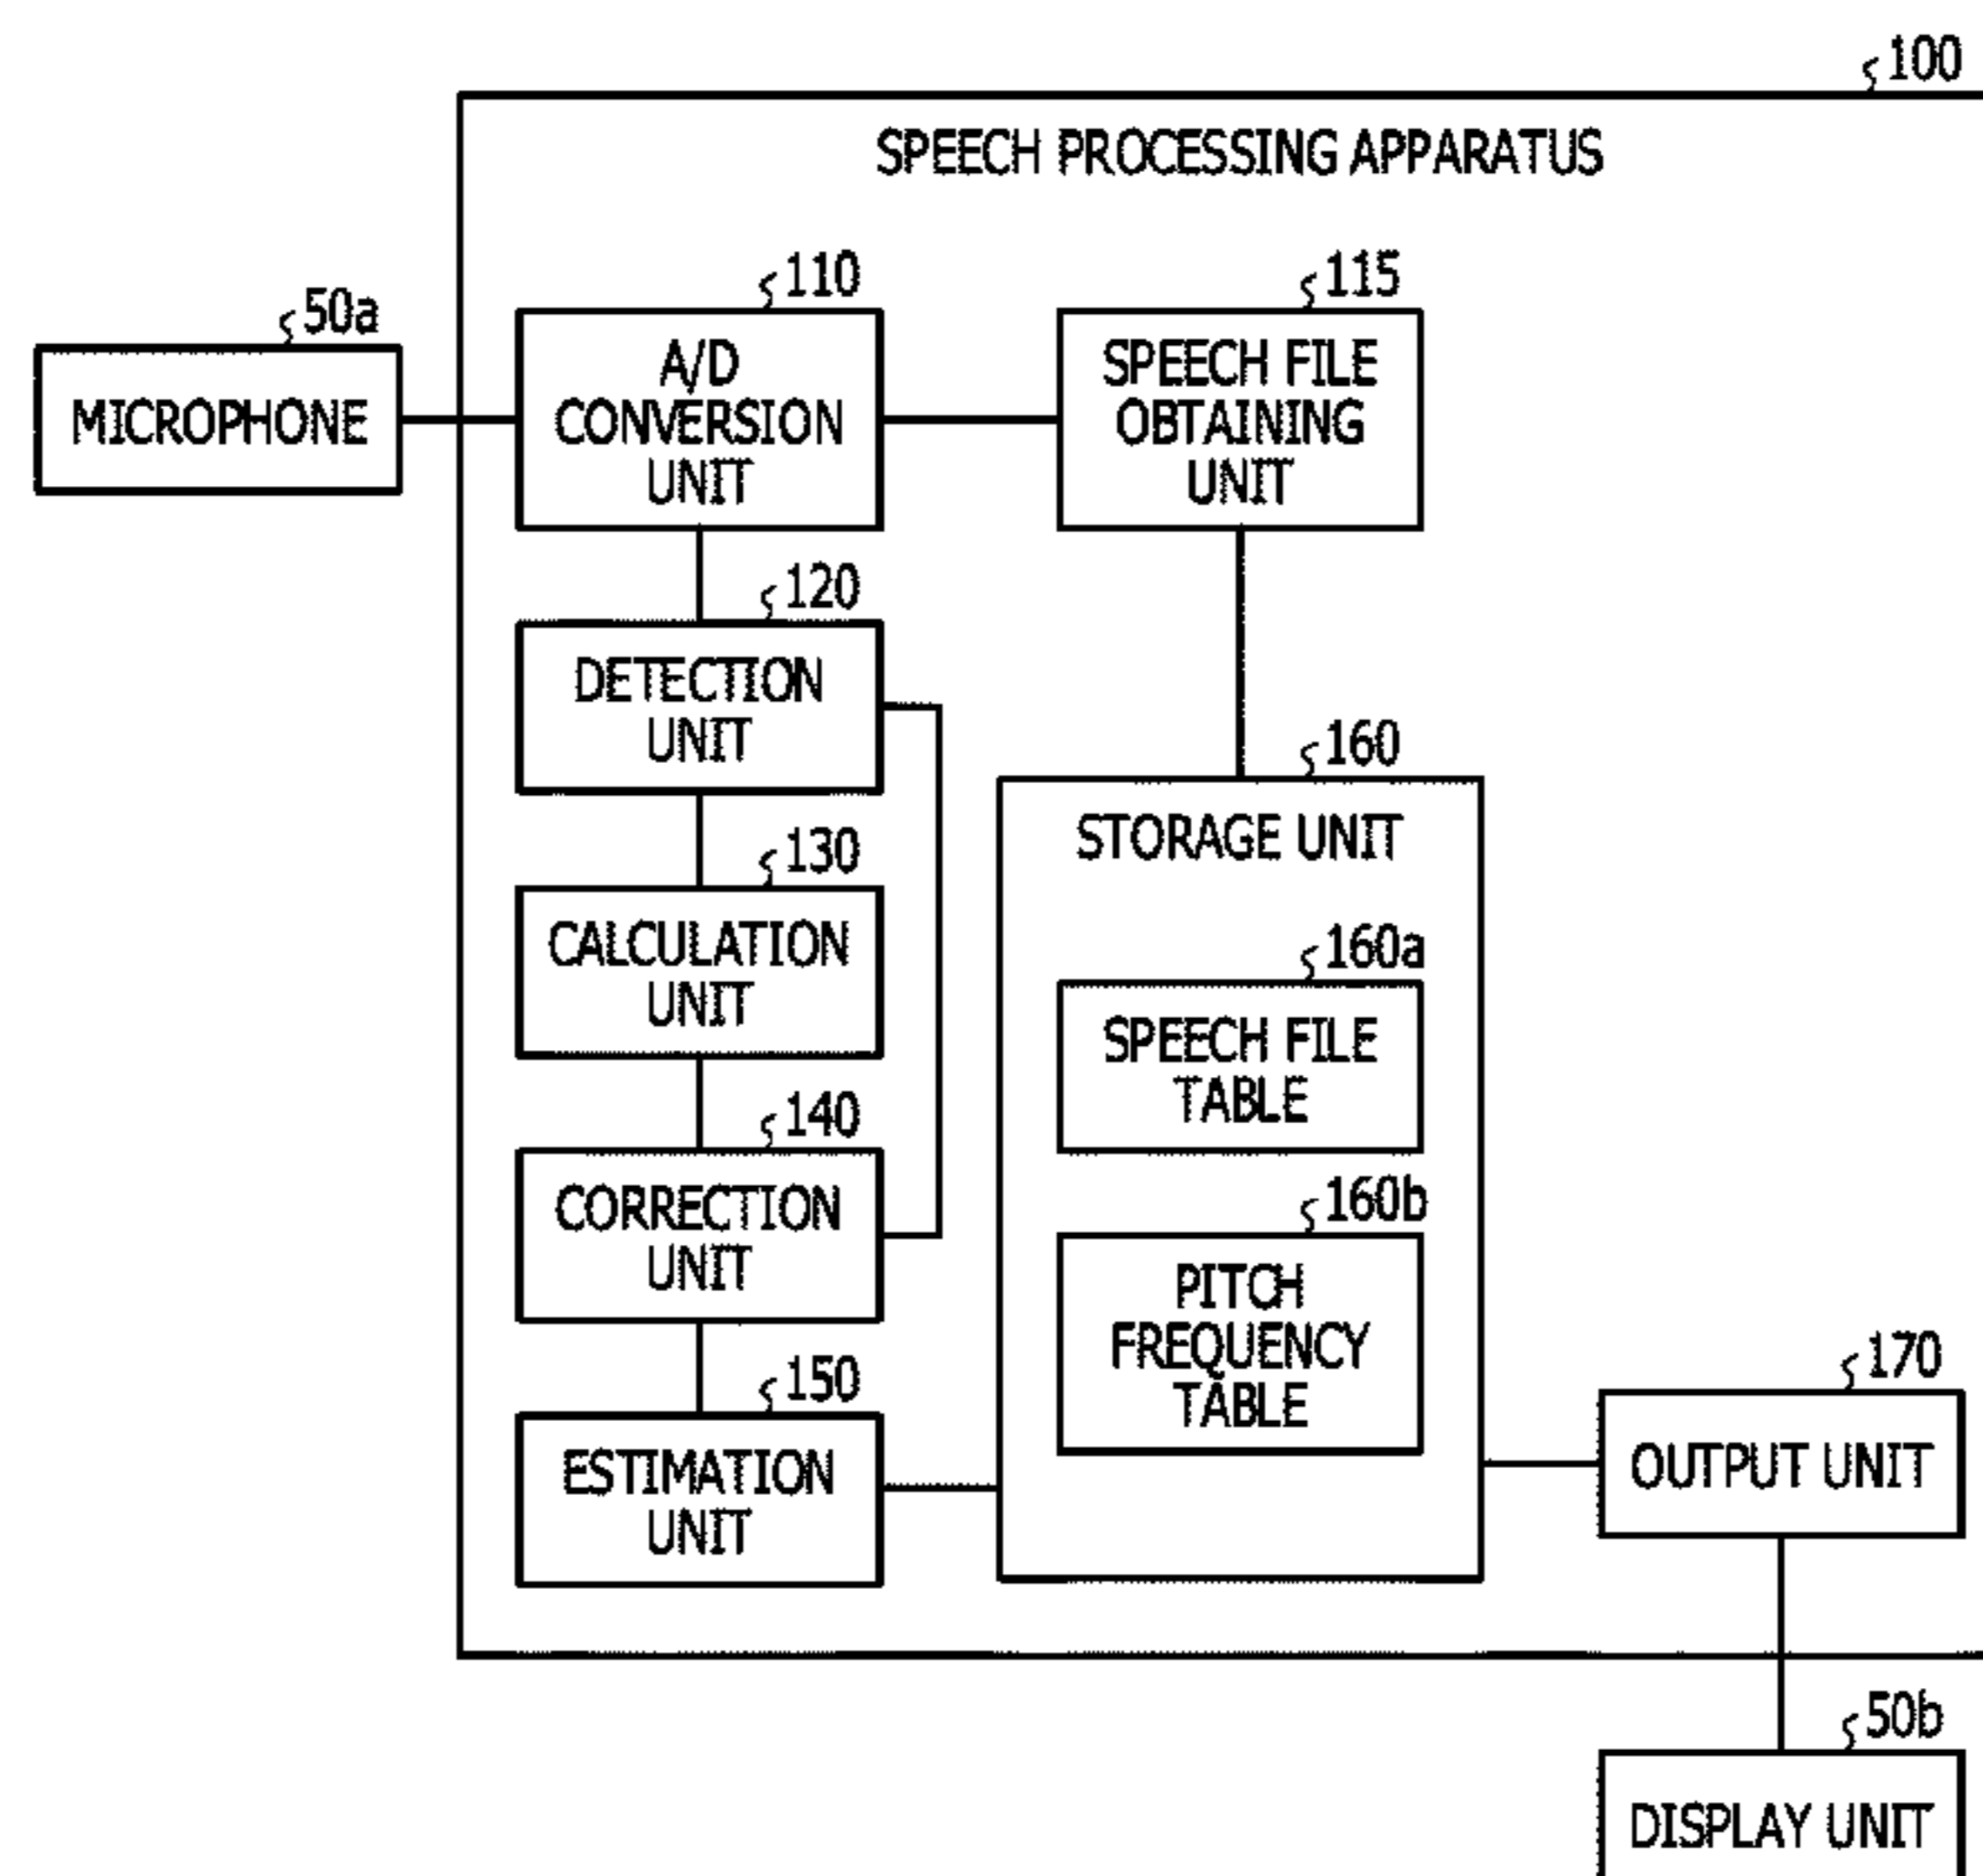 100
SPEECH PROCESSING APPARATUS
110
115
50a
MICROPHONE
A/D
CONVERSION
UNIT
SPEECH FILE
OBTAINING
UNIT
120
DETECTION
UNIT
160
STORAGE UNIT
130
CALCULATION
UNIT
160a
SPEECH FILE
TABLE
140
CORRECTION
UNIT
160b
PITCH
FREQUENCY
TABLE
150
ESTIMATION
UNIT
170
OUTPUT UNIT
50b
DISPLAY UNIT